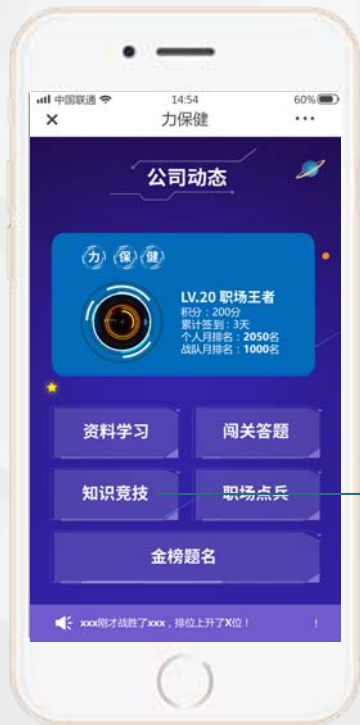 中国联通 14:54 60%
力保健
公司动态
力 保 健
LV.20 职场王者
积分：200分
累计签到：3天
个人月排名：2050名
战队月排名：1000名
资料学习 闯关答题
知识竞技 职场点兵
金榜题名
xxx刚才战胜了xxx，排位上升了X位！ ！